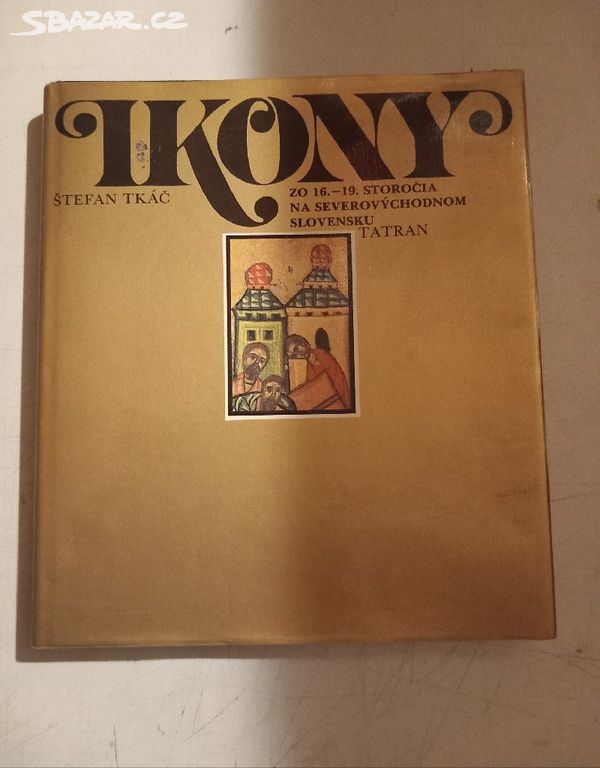 SBAZAR.CZ
IKONY
ŠTEFAN TKÁČ
ZO 16.–19. STOROČIA
NA SEVEROVÝCHODNOM
SLOVENSKU
TATRAN